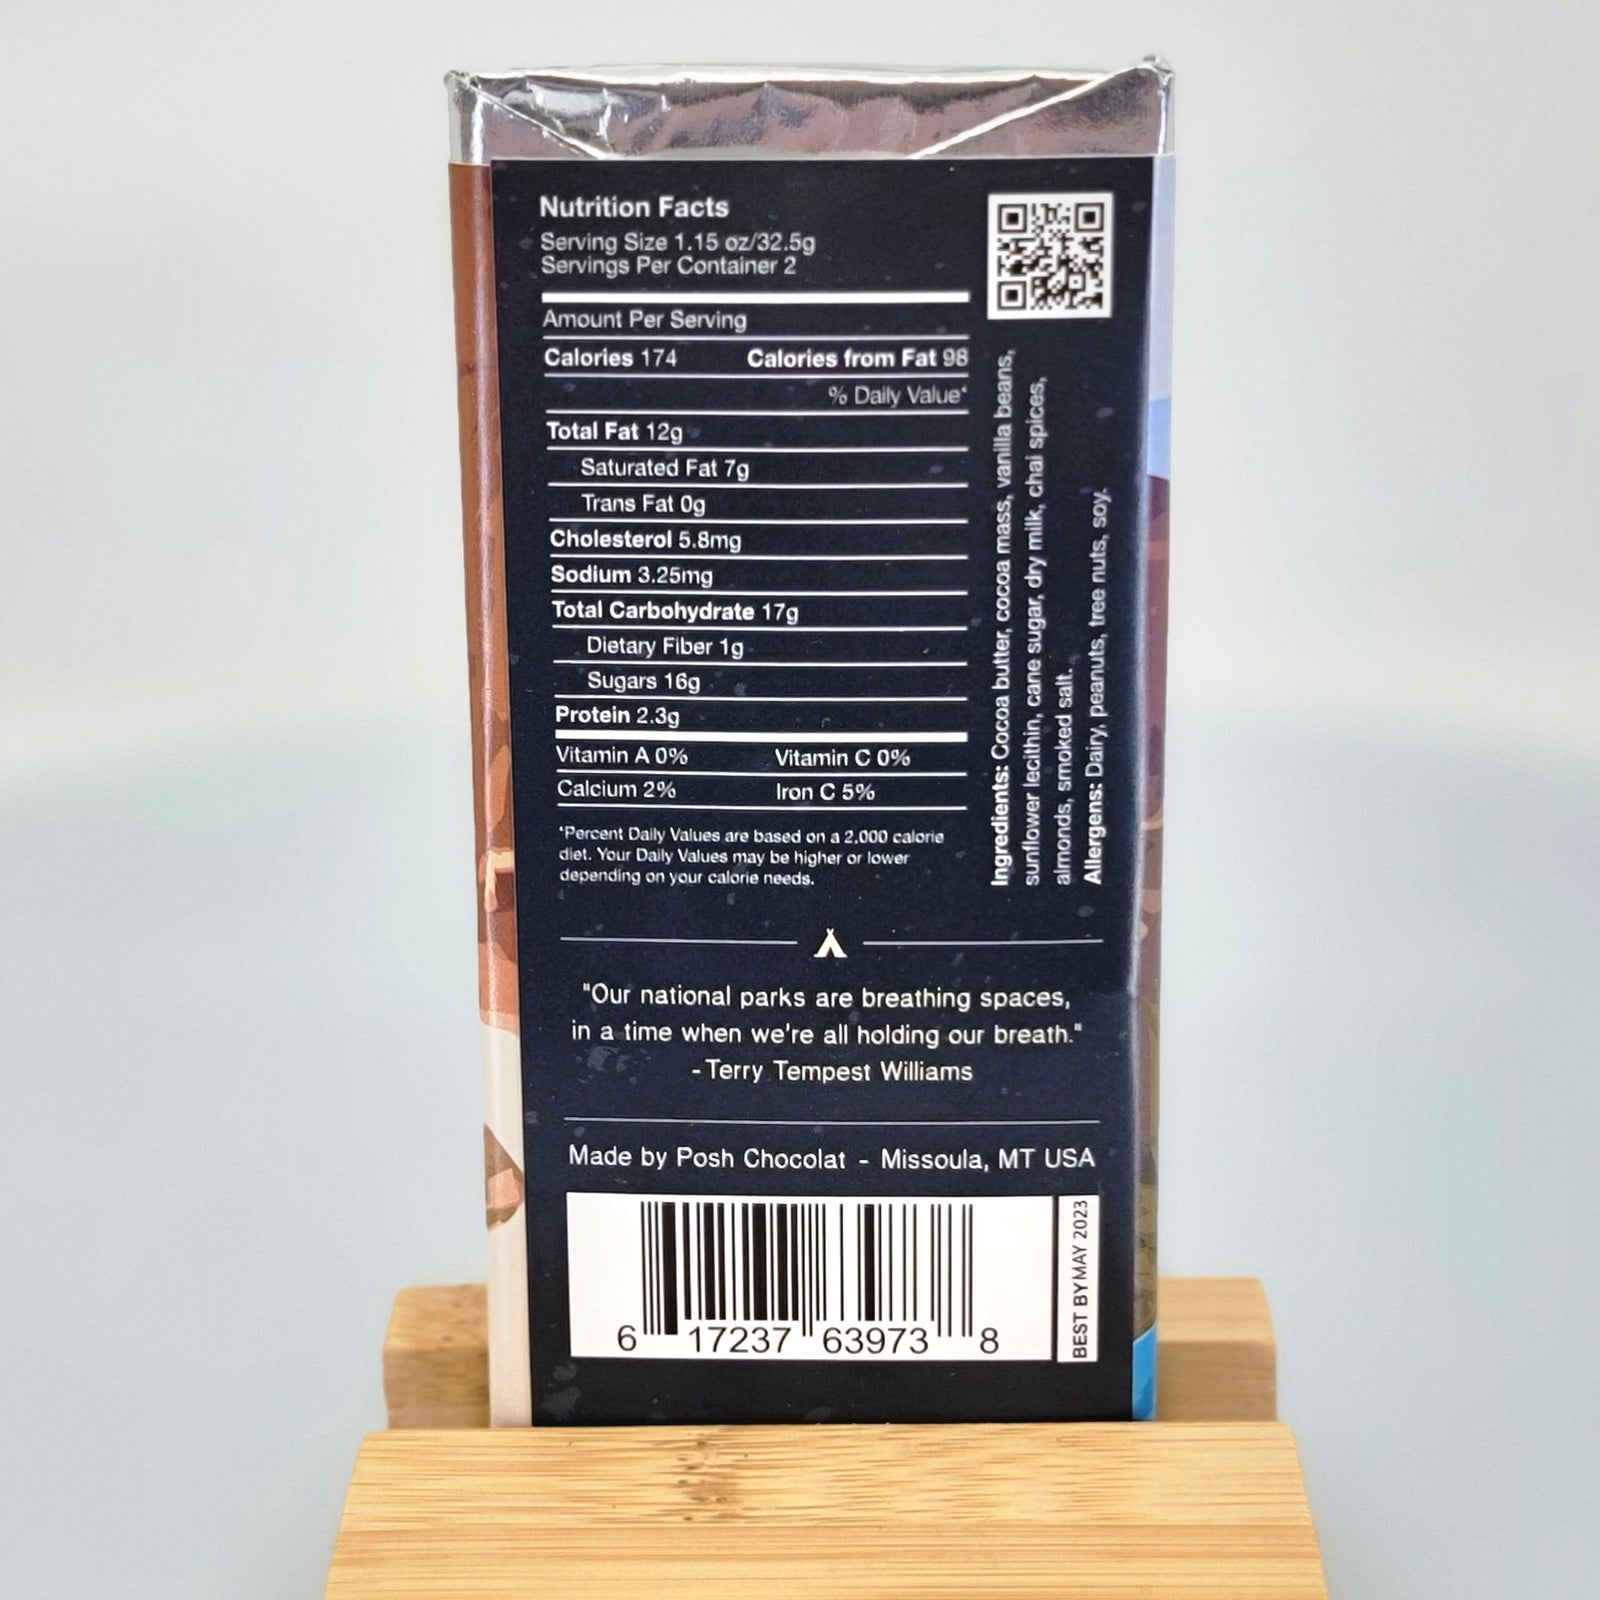 Nutrition Facts
Serving Size 1.15 oz/32.5g
Servings Per Container 2
Amount Per Serving
Calories 174 Calories from Fat 98
% Daily Value*
Total Fat 12g
Saturated Fat 7g
Trans Fat 0g
Cholesterol 5.8mg
Sodium 3.25mg
Total Carbohydrate 17g
Dietary Fiber 1g
Sugars 16g
Protein 2.3g
Vitamin A 0% Vitamin C 0%
Calcium 2% Iron C 5%
*Percent Daily Values are based on a 2,000 calorie
diet. Your Daily Values may be higher or lower
depending on your calorie needs.
Ingredients: Cocoa butter, cocoa mass, vanilla beans,
sunflower lecithin, cane sugar, dry milk, chai spices,
almonds, smoked salt.
Allergens: Dairy, peanuts, tree nuts, soy.
"Our national parks are breathing spaces,
in a time when we're all holding our breath."
-Terry Tempest Williams
Made by Posh Chocolat - Missoula, MT USA
6 17237 63973 8
BEST BY MAY 2023